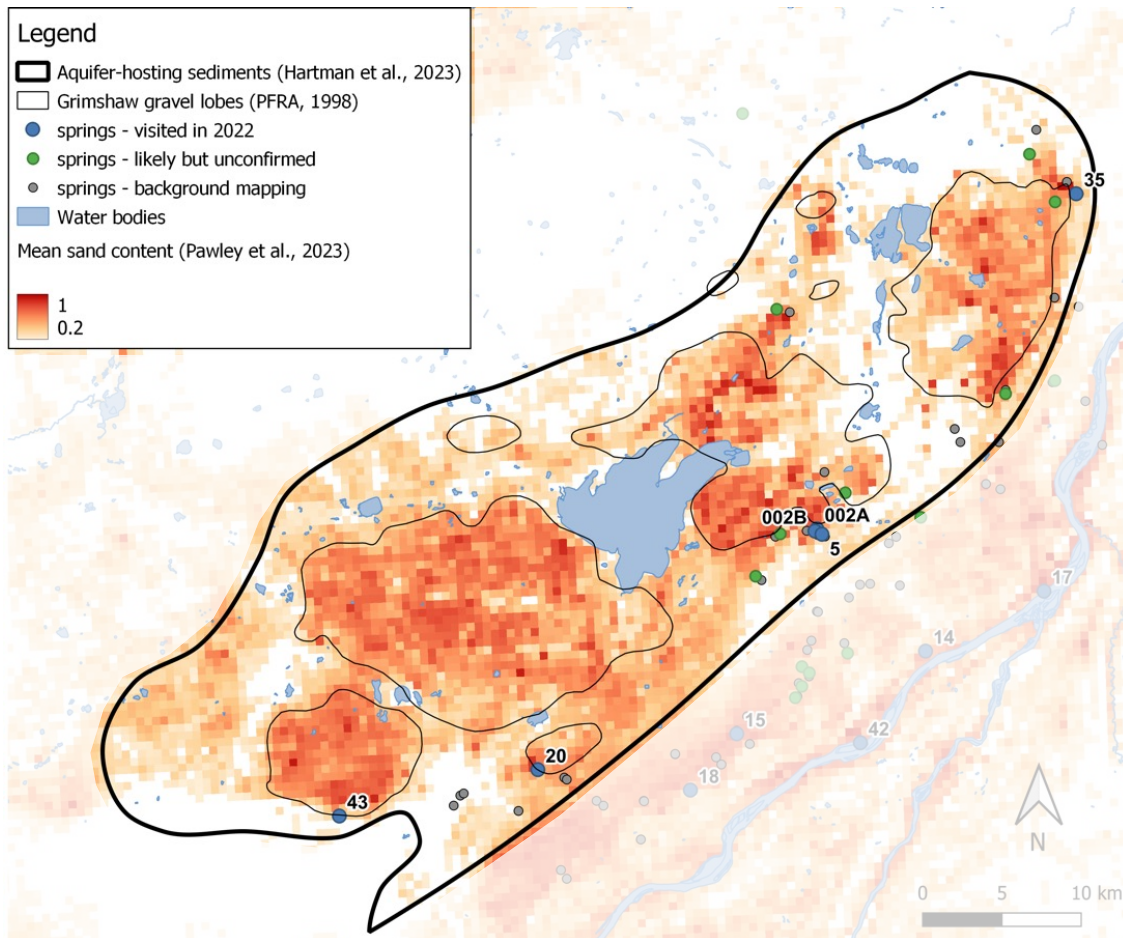 Legend
Aquifer-hosting sediments (Hartman et al., 2023)
Grimshaw gravel lobes (PFRA, 1998)
springs - visited in 2022
springs - likely but unconfirmed
springs - background mapping
Water bodies
Mean sand content (Pawley et al., 2023)
1
0.2
35
002B
002A
5
17
14
15
42
20
18
43
N
0
5
10 km